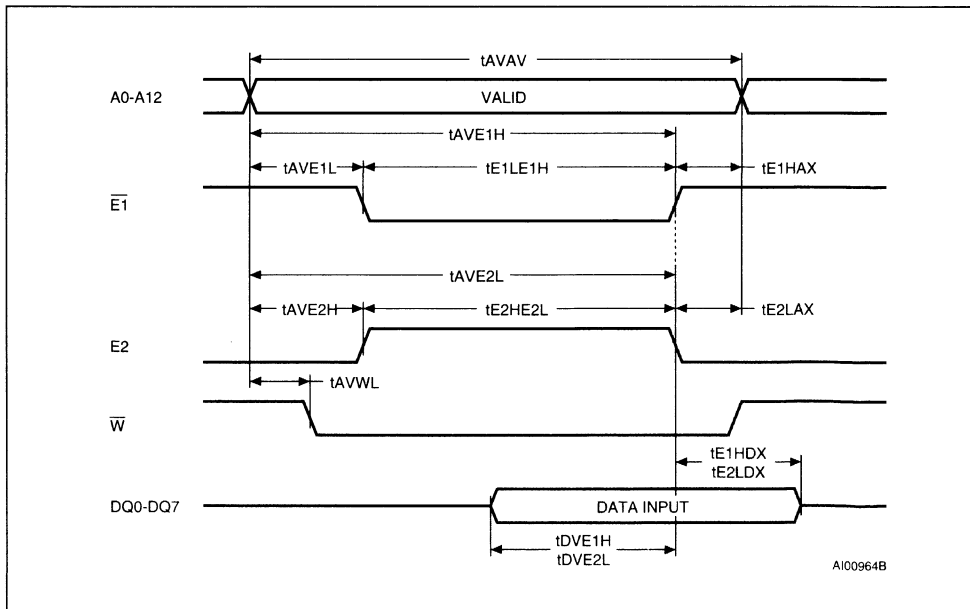 tAVAV
A0-A12
VALID
tAVE1H
tAVE1L
tE1LE1H
tE1HAX
E1
tAVE2L
tAVE2H
tE2HE2L
tE2LAX
E2
tAVWL
W
tE1HDX
tE2LDX
DQ0-DQ7
DATA INPUT
tDVE1H
tDVE2L
AI00964B